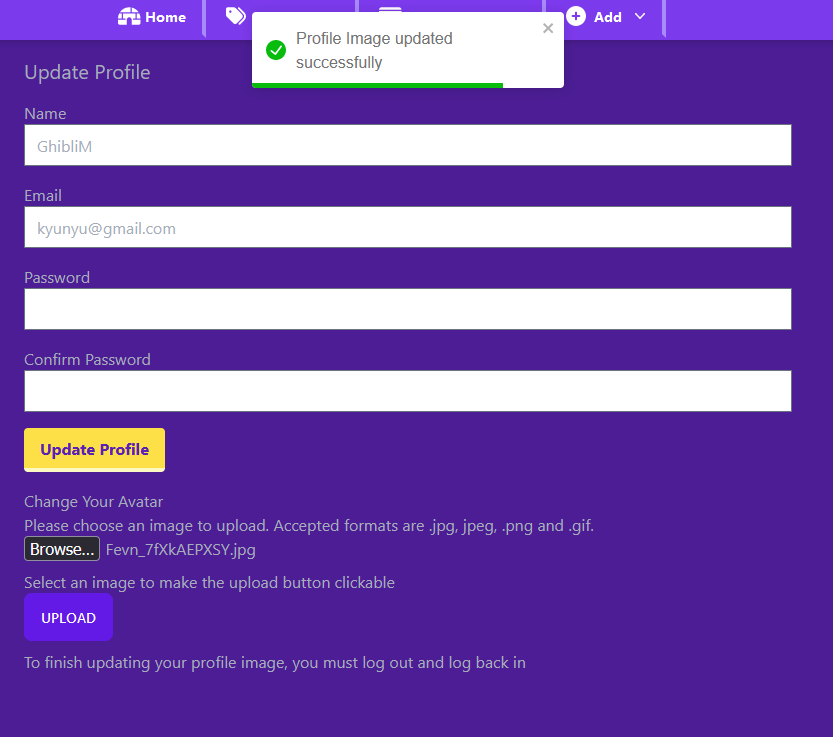 Home
Add
Profile Image updated
successfully
Update Profile
Name
GhibliM
Email
kyunyu@gmail.com
Password
Confirm Password
Update Profile
Change Your Avatar
Please choose an image to upload. Accepted formats are .jpg, jpeg, .png and .gif.
Browse... Fevn_7fXkAEPXSY.jpg
Select an image to make the upload button clickable
UPLOAD
To finish updating your profile image, you must log out and log back in